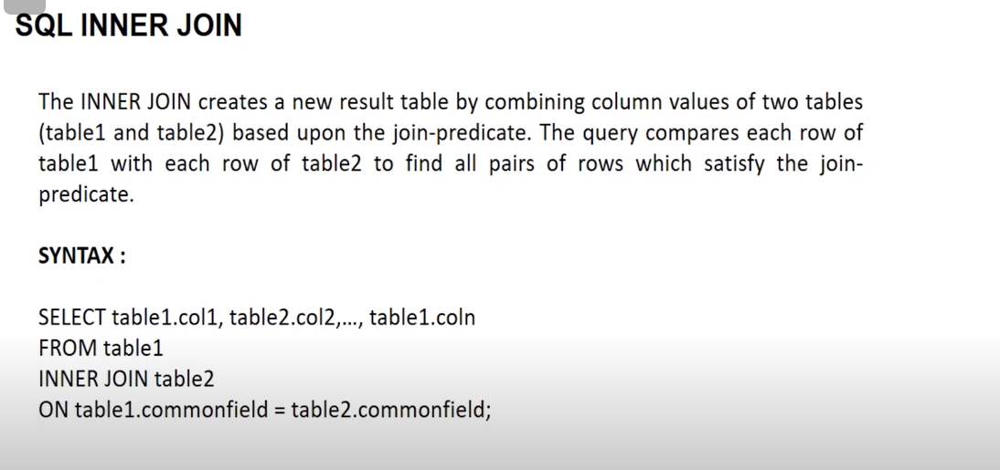 SQL INNER JOIN
The INNER JOIN creates a new result table by combining column values of two tables
(table1 and table2) based upon the join-predicate. The query compares each row of
table1 with each row of table2 to find all pairs of rows which satisfy the join-
predicate.
SYNTAX :
SELECT table1.col1, table2.col2,..., table1.coln
FROM table1
INNER JOIN table2
ON table1.commonfield = table2.commonfield;